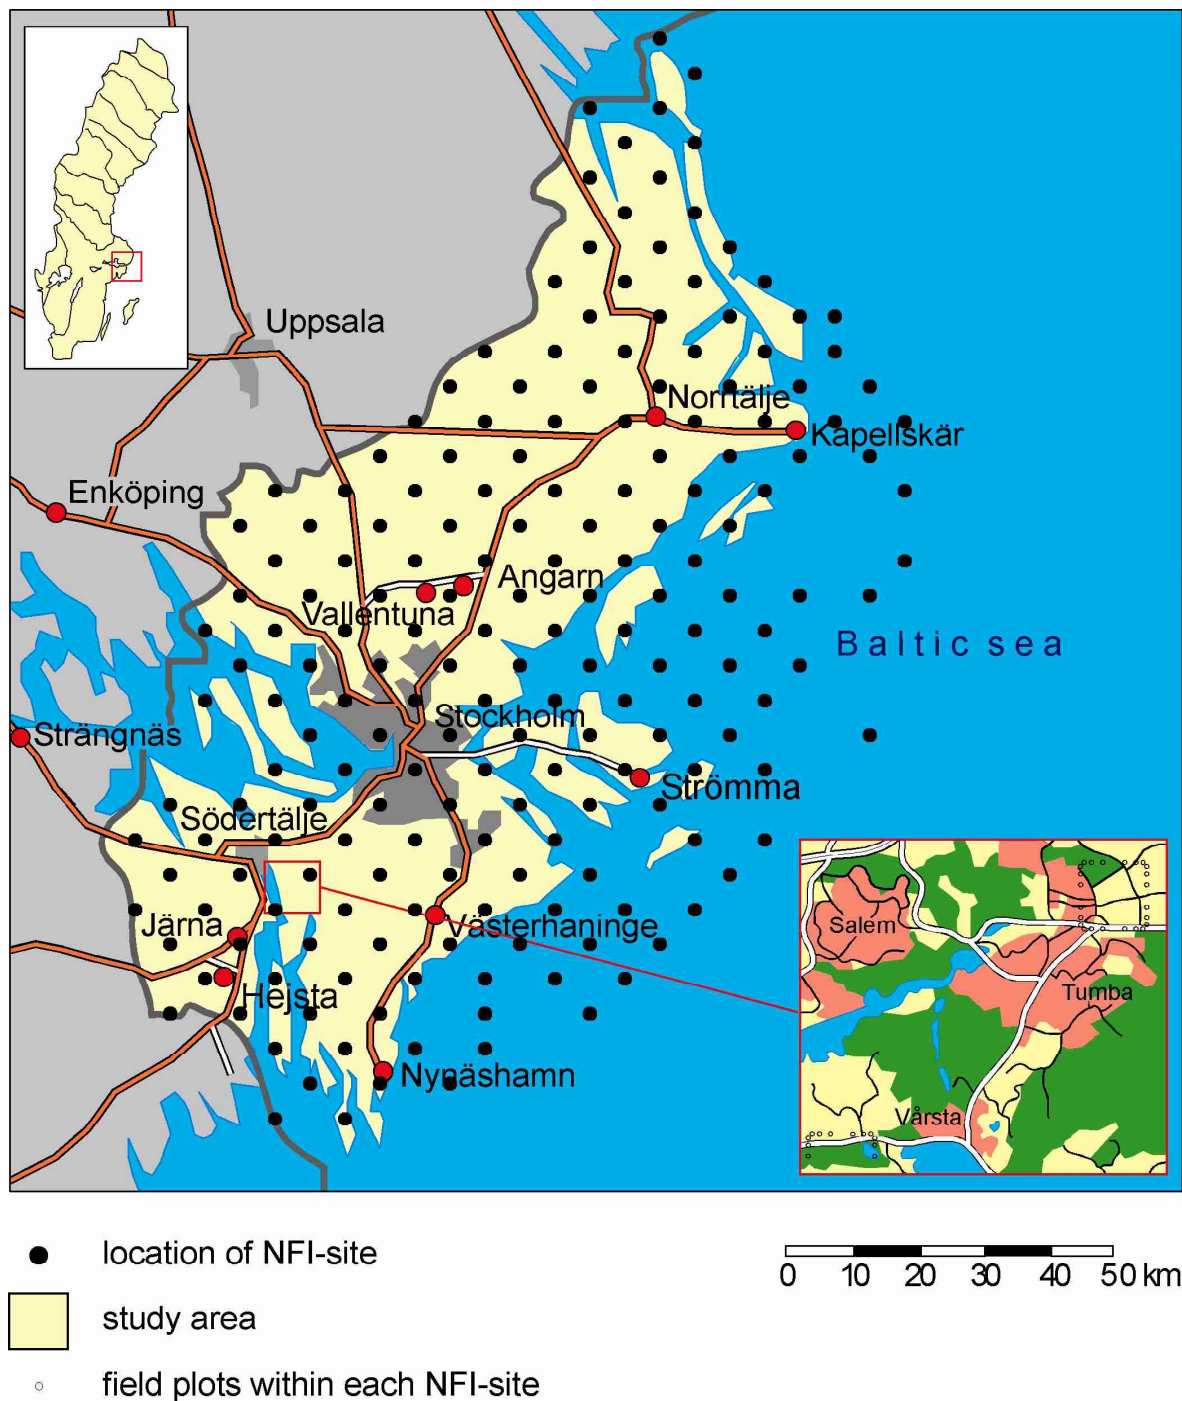 Uppsala
Norrtälje
Kapellskär
Enköping
Angarn
Vallentuna
Baltic sea
Stockholm
Strängnäs
Strömma
Södertälje
Järna
Västerhaninge
Hejsta
Nynäshamn
Salem
Tumba
Vårsta
location of NFI-site
0 10 20 30 40 50 km
study area
field plots within each NFI-site